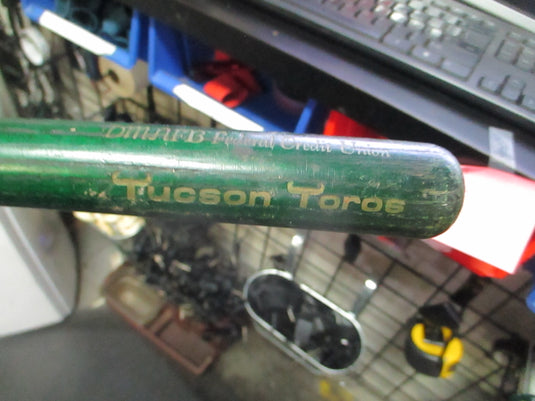 DMAFB Federal Credit Union
Tucson Toros